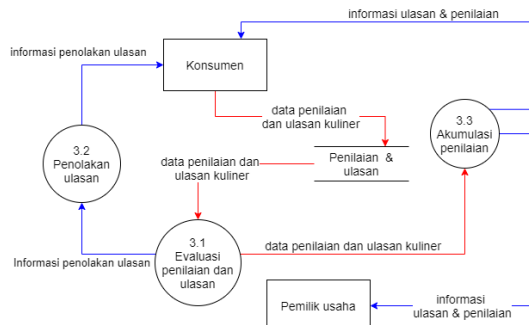 informasi ulasan & penilaian
informasi penolakan ulasan
Konsumen
data penilaian
dan ulasan kuliner
3.3
Akumulasi
penilaian
3.2
Penolakan
ulasan
data penilaian dan
ulasan kuliner
Penilaian &
ulasan
3.1
Evaluasi
penilaian dan
ulasan
Informasi penolakan ulasan
data penilaian dan ulasan kuliner
Pemilik usaha
informasi
ulasan & penilaian